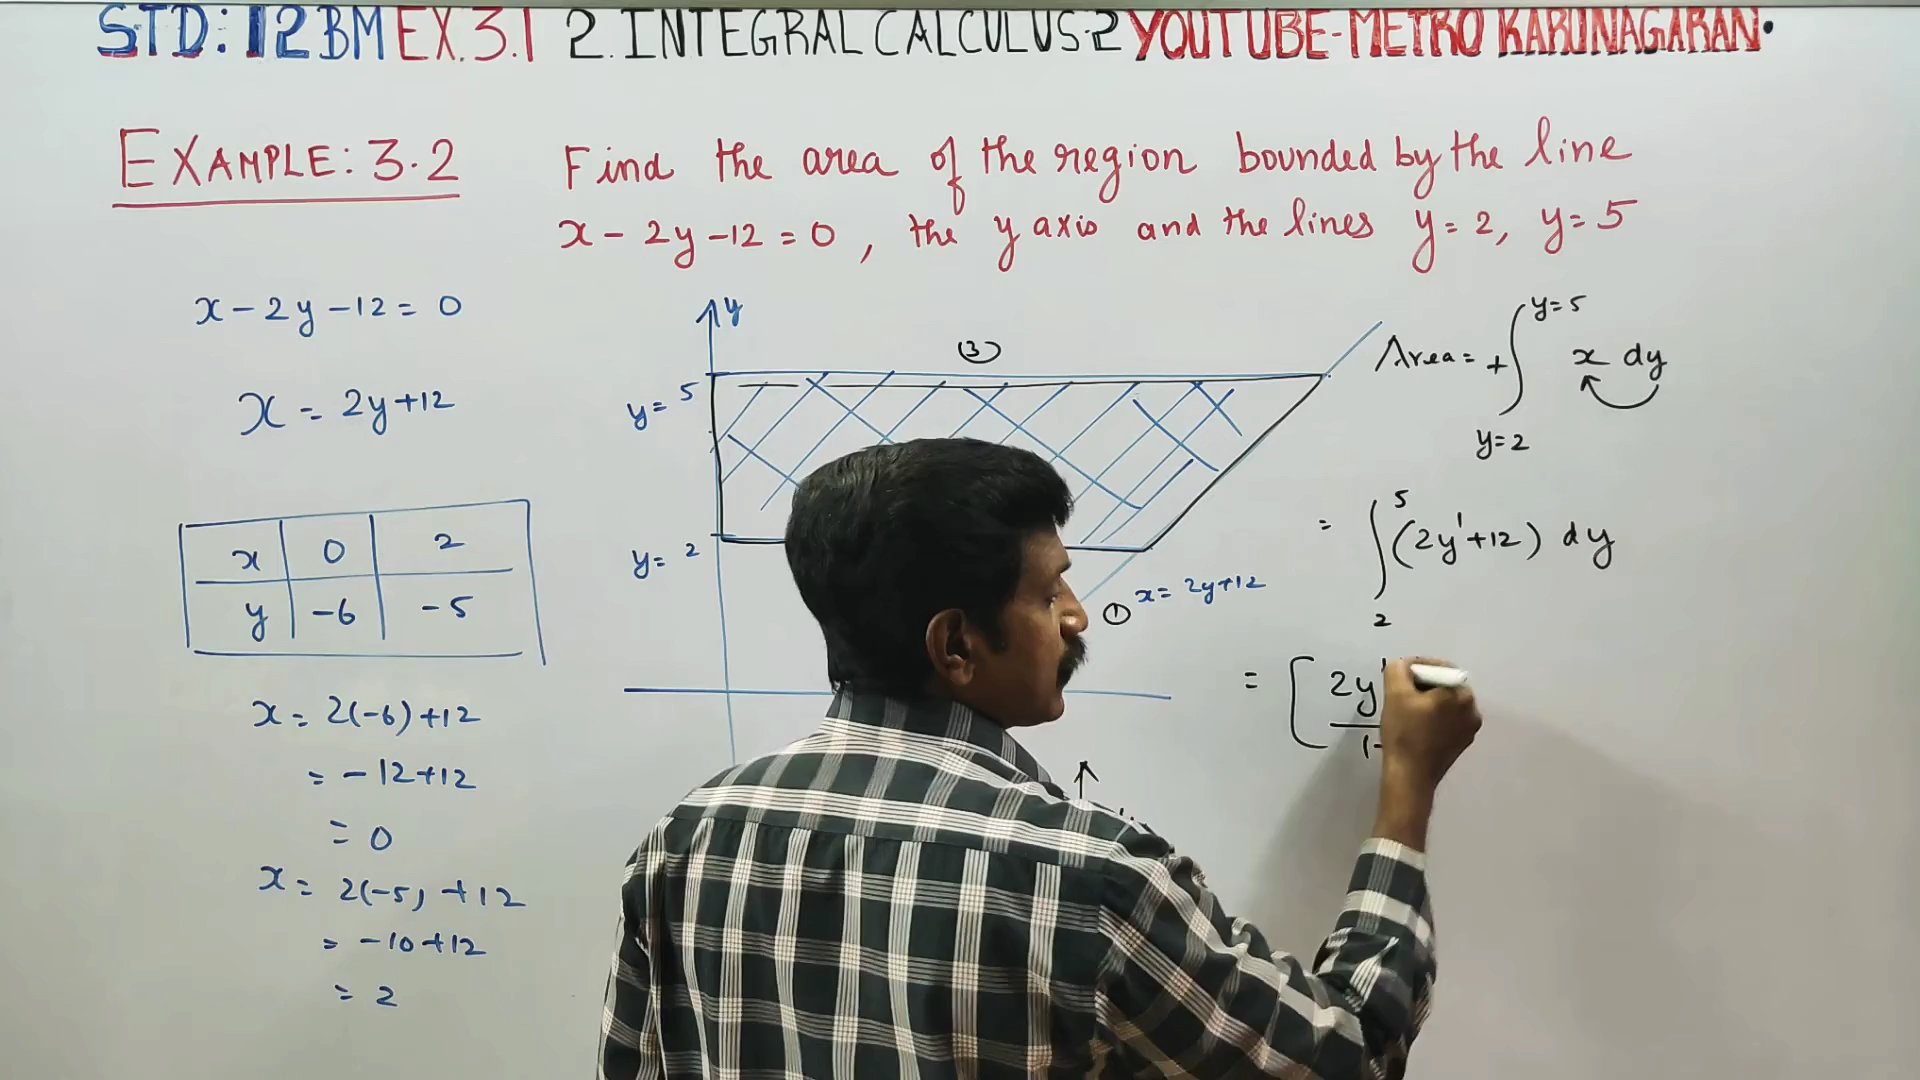 STD: 12 BM EX.3.1 2. INTEGRAL CALCULUS-2 YOUTUBE-METRO KARUNAGARAN.
EXAMPLE: 3.2 Find the area of the region bounded by the line
x - 2y - 12 = 0, the y axis and the lines y = 2, y = 5
x - 2y - 12 = 0
x = 2y+12
x 0 2
y -6 -5
x = 2(-6) +12
= -12+12
= 0
x = 2(-5) +12
= -10+12
= 2
y
3
y = 5
y = 2
1 x = 2y+12
Area = + ∫ y=5 x dy
y=2
= ∫ 5 (2y¹+12) dy
2
= [ 2y